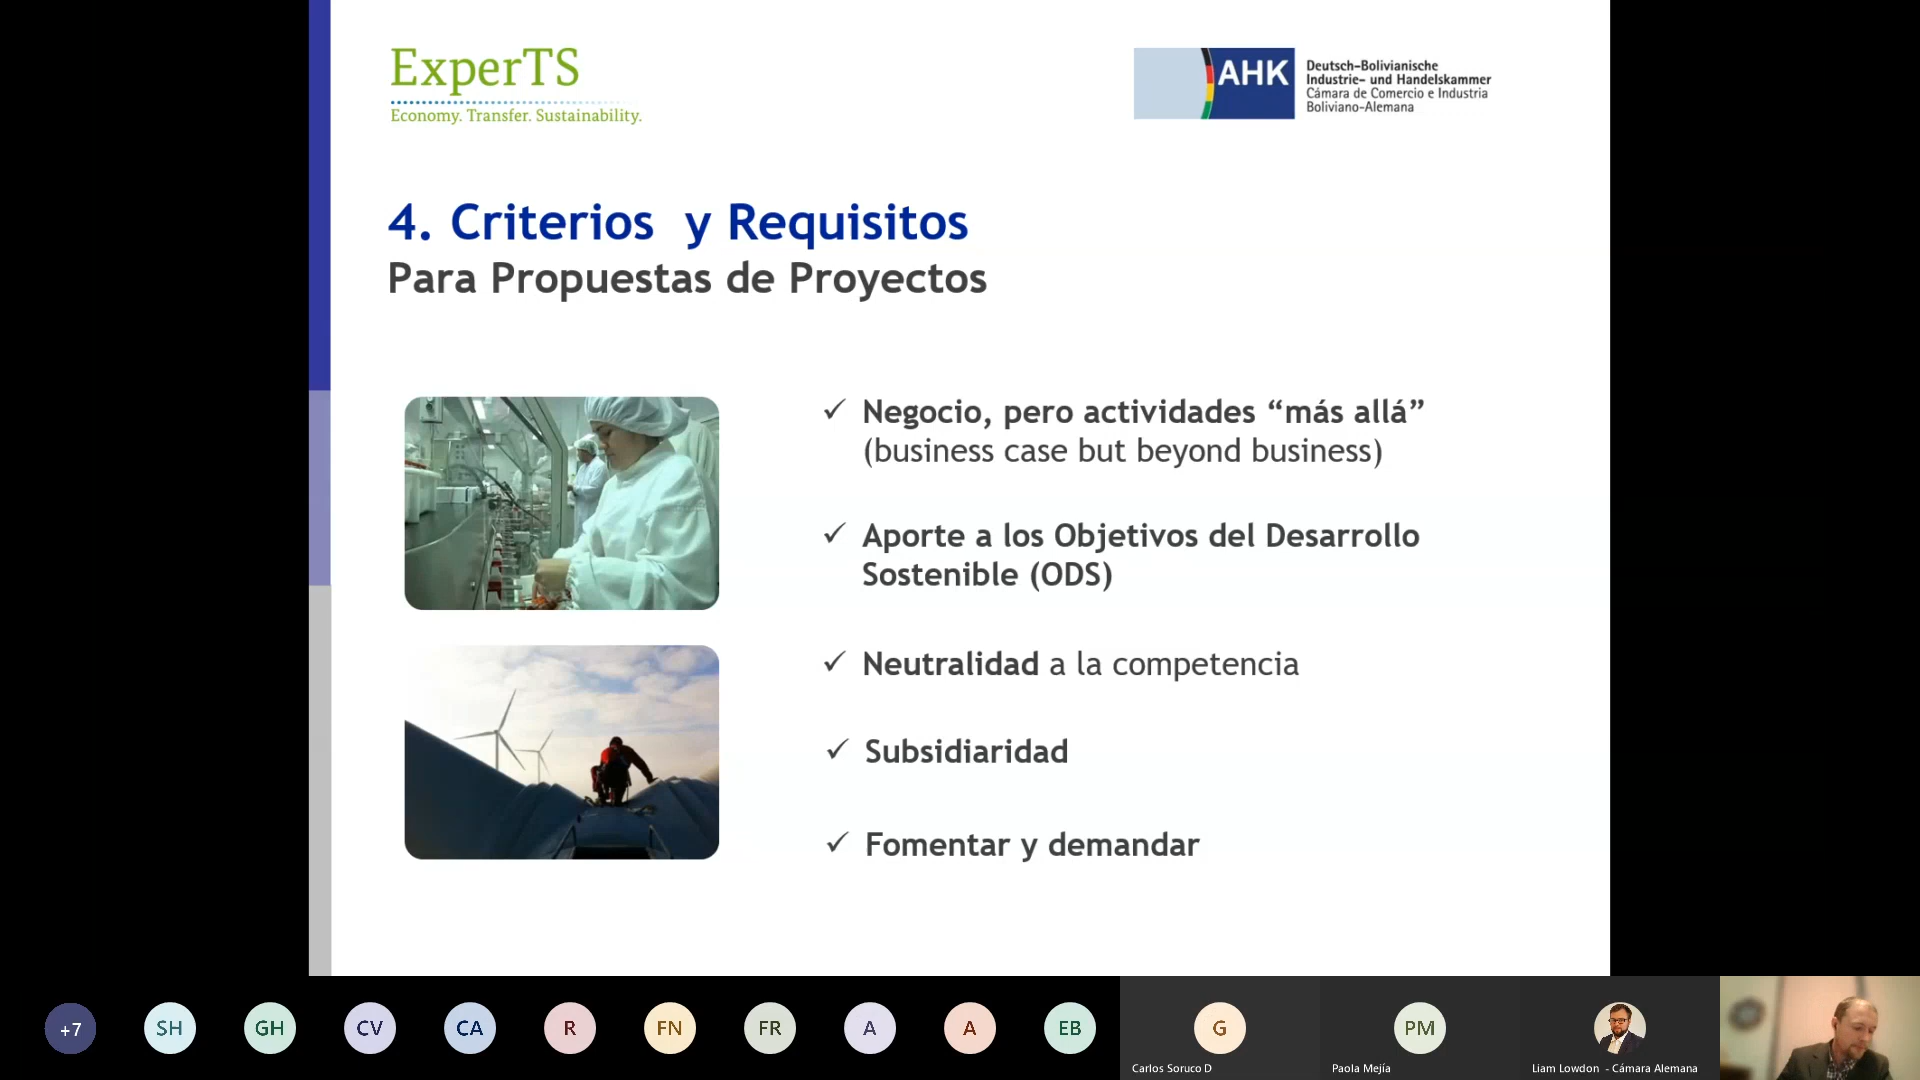 ExperTS
Economy. Transfer. Sustainability.
AHK
Deutsch-Bolivianische
Industrie- und Handelskammer
Cámara de Comercio e Industria
Boliviano-Alemana
4. Criterios y Requisitos
Para Propuestas de Proyectos
✓ Negocio, pero actividades “más allá”
(business case but beyond business)
✓ Aporte a los Objetivos del Desarrollo
Sostenible (ODS)
✓ Neutralidad a la competencia
✓ Subsidiaridad
✓ Fomentar y demandar
+7
SH
GH
CV
CA
R
FN
FR
A
A
EB
G
Carlos Soruco D
PM
Paola Mejía
Liam Lowdon - Cámara Alemana